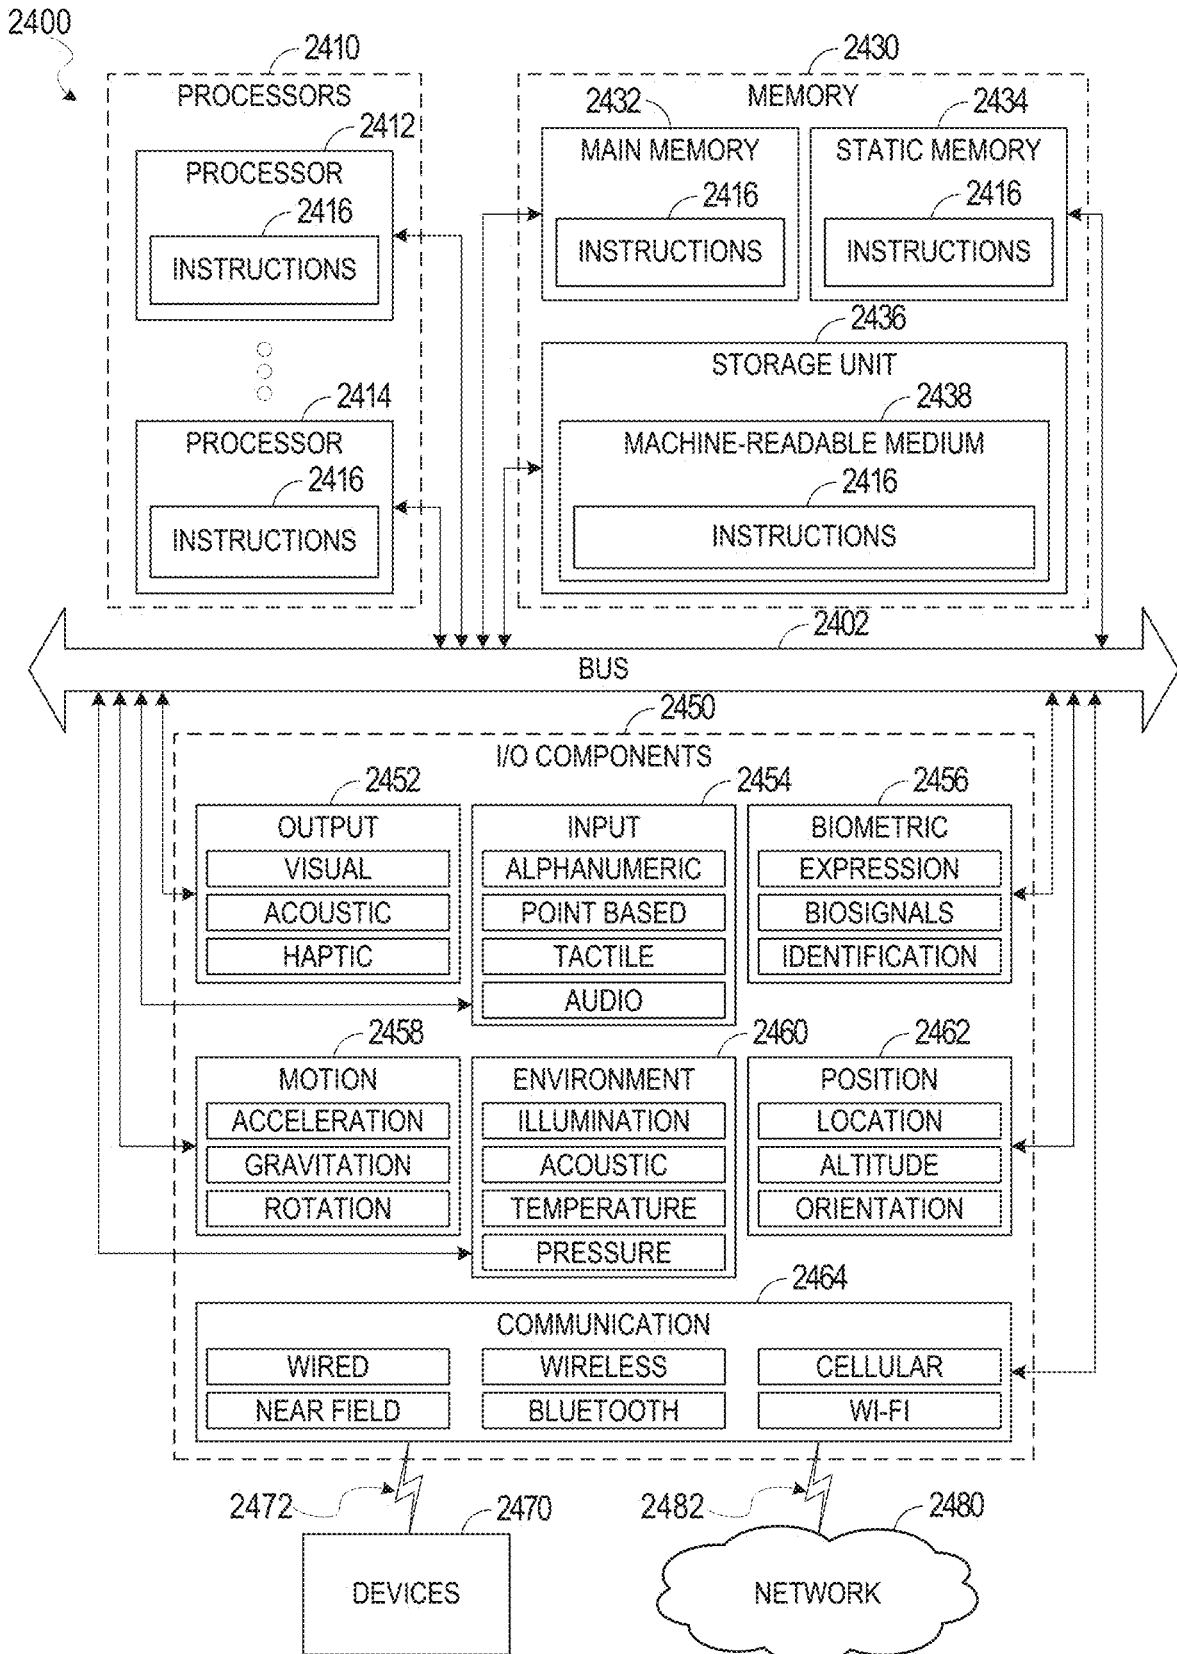 2400
2410
PROCESSORS
2412
PROCESSOR
2416
INSTRUCTIONS
2414
PROCESSOR
2416
INSTRUCTIONS
2430
MEMORY
2432
MAIN MEMORY
2416
INSTRUCTIONS
2434
STATIC MEMORY
2416
INSTRUCTIONS
2436
STORAGE UNIT
2438
MACHINE-READABLE MEDIUM
2416
INSTRUCTIONS
2402
BUS
2450
I/O COMPONENTS
2452
OUTPUT
VISUAL
ACOUSTIC
HAPTIC
2454
INPUT
ALPHANUMERIC
POINT BASED
TACTILE
AUDIO
2456
BIOMETRIC
EXPRESSION
BIOSIGNALS
IDENTIFICATION
2458
MOTION
ACCELERATION
GRAVITATION
ROTATION
2460
ENVIRONMENT
ILLUMINATION
ACOUSTIC
TEMPERATURE
PRESSURE
2462
POSITION
LOCATION
ALTITUDE
ORIENTATION
2464
COMMUNICATION
WIRED
WIRELESS
CELLULAR
NEAR FIELD
BLUETOOTH
WI-FI
2472
2470
DEVICES
2482
2480
NETWORK